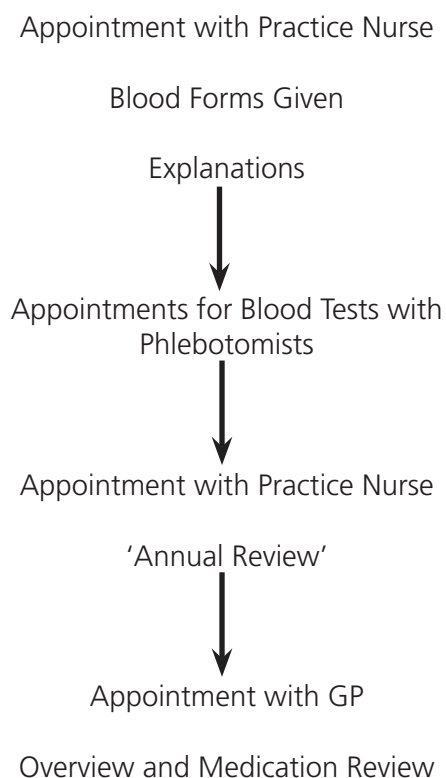 Appointment with Practice Nurse
Blood Forms Given
Explanations
Appointments for Blood Tests with
Phlebotomists
Appointment with Practice Nurse
‘Annual Review’
Appointment with GP
Overview and Medication Review